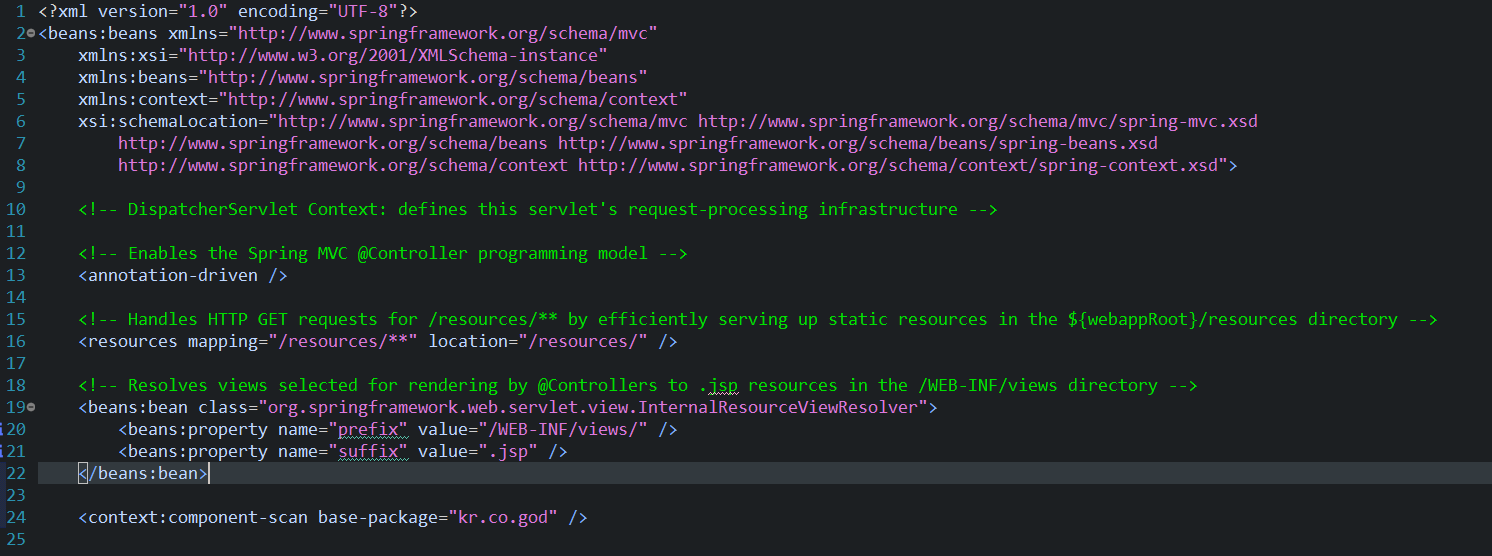 1 <?xml version="1.0" encoding="UTF-8"?>
2 <beans:beans xmlns="http://www.springframework.org/schema/mvc"
3     xmlns:xsi="http://www.w3.org/2001/XMLSchema-instance"
4     xmlns:beans="http://www.springframework.org/schema/beans"
5     xmlns:context="http://www.springframework.org/schema/context"
6     xsi:schemaLocation="http://www.springframework.org/schema/mvc http://www.springframework.org/schema/mvc/spring-mvc.xsd
7         http://www.springframework.org/schema/beans http://www.springframework.org/schema/beans/spring-beans.xsd
8         http://www.springframework.org/schema/context http://www.springframework.org/schema/context/spring-context.xsd">
9
10     <!-- DispatcherServlet Context: defines this servlet's request-processing infrastructure -->
11
12     <!-- Enables the Spring MVC @Controller programming model -->
13     <annotation-driven />
14
15     <!-- Handles HTTP GET requests for /resources/** by efficiently serving up static resources in the ${webappRoot}/resources directory -->
16     <resources mapping="/resources/**" location="/resources/" />
17
18     <!-- Resolves views selected for rendering by @Controllers to .jsp resources in the /WEB-INF/views directory -->
19     <beans:bean class="org.springframework.web.servlet.view.InternalResourceViewResolver">
20         <beans:property name="prefix" value="/WEB-INF/views/" />
21         <beans:property name="suffix" value=".jsp" />
22     </beans:bean>
23
24     <context:component-scan base-package="kr.co.god" />
25